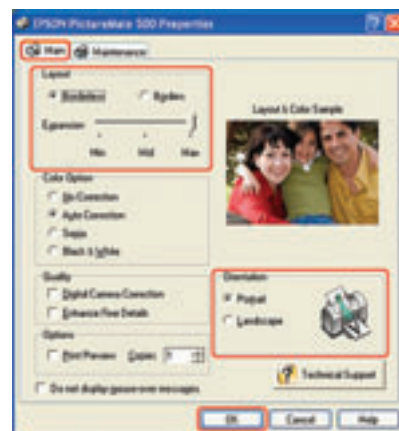 EPSON PictureMate 500 Properties
Main
Maintenance
Layout
Borderless
Borders
Expansion
Min
Mid
Max
Layout & Color Sample
Color Option
No Correction
Auto Correction
Sepia
Black & White
Quality
Digital Camera Correction
Enhance Fine Details
Orientation
Portrait
Landscape
Options
Print Preview
Copies
1
Technical Support
Do not display mouse-over messages.
OK
Cancel
Help